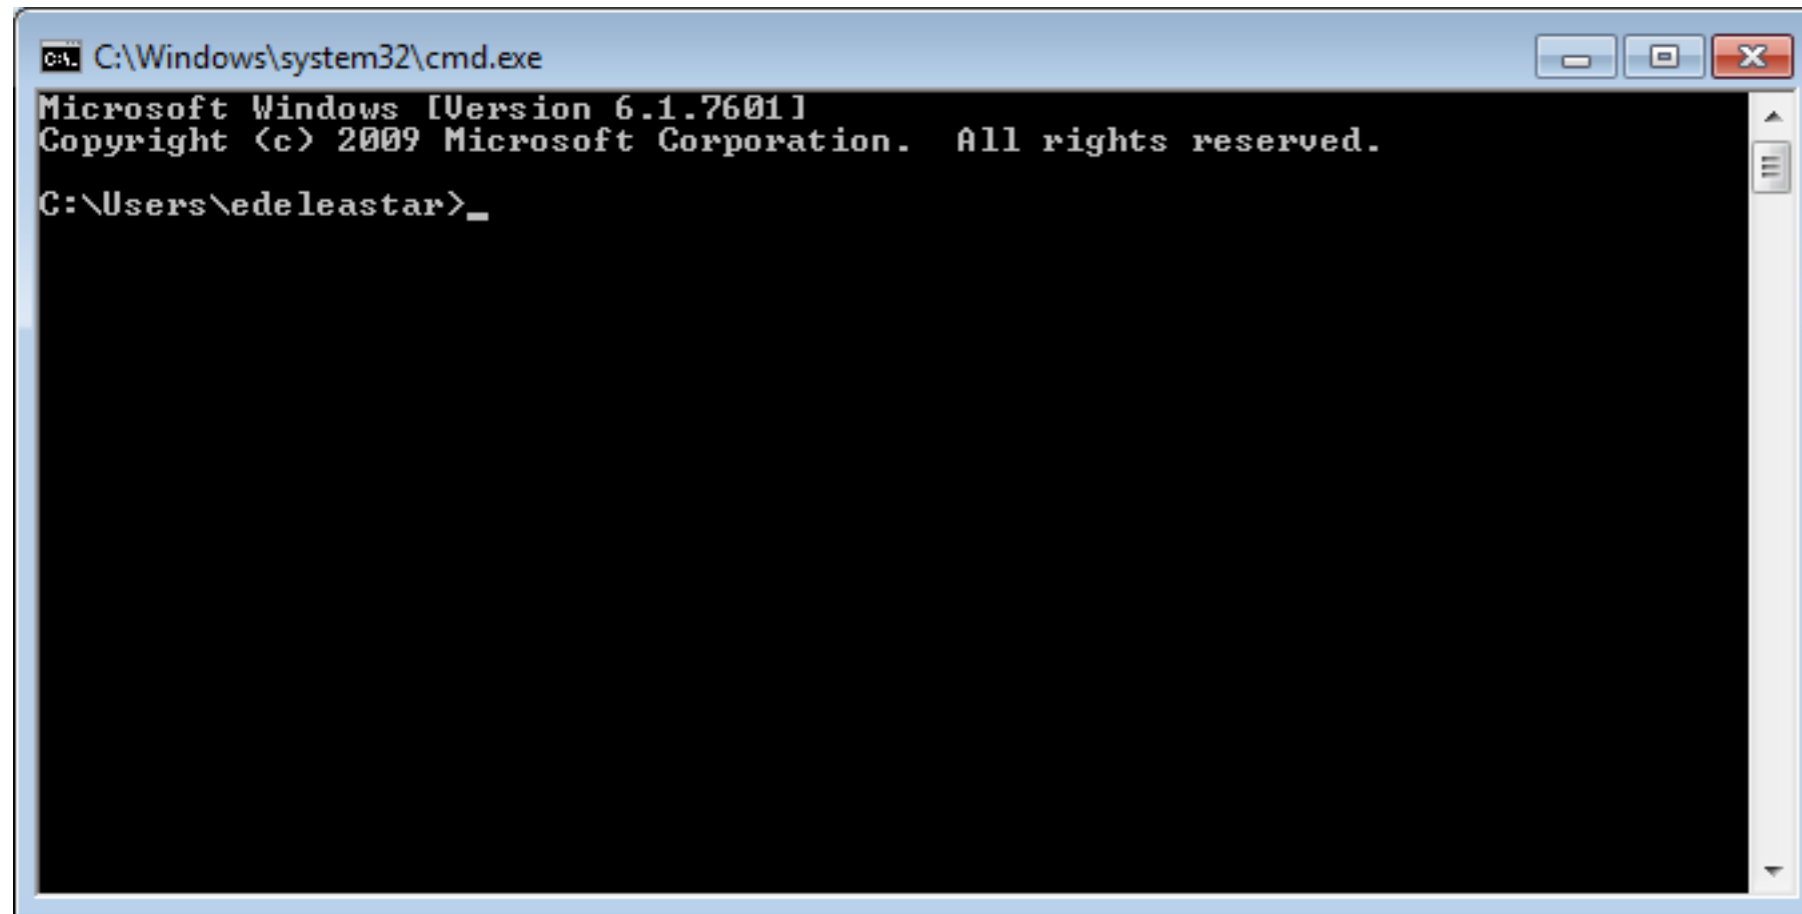 C:\Windows\system32\cmd.exe
Microsoft Windows [Version 6.1.7601]
Copyright (c) 2009 Microsoft Corporation.  All rights reserved.
C:\Users\edeleastar>_